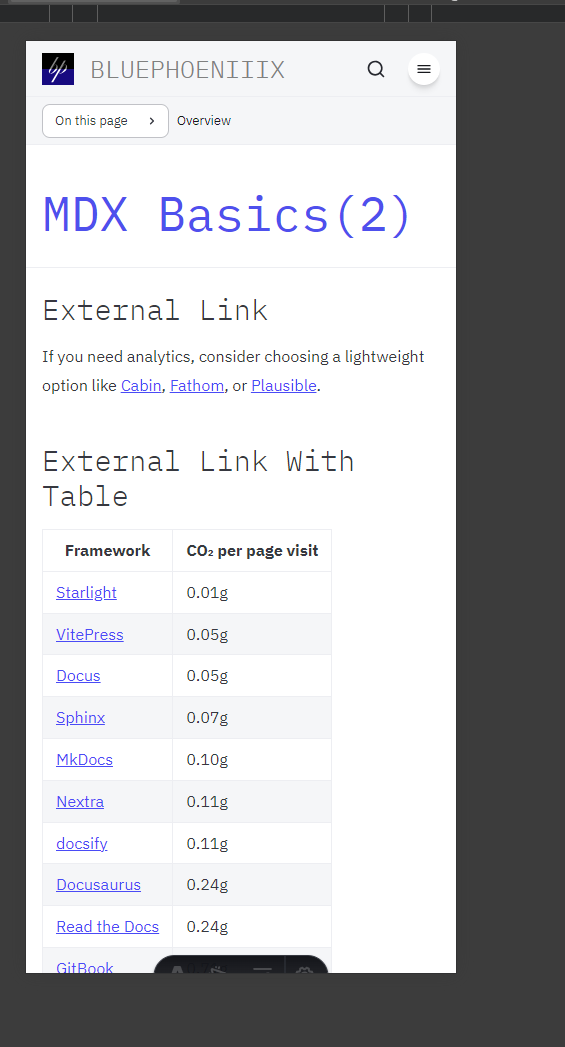 bp BLUEPHOENIIIX
On this page Overview
MDX Basics(2)
External Link
If you need analytics, consider choosing a lightweight
option like Cabin, Fathom, or Plausible.
External Link With
Table
Framework CO₂ per page visit
Starlight 0.01g
VitePress 0.05g
Docus 0.05g
Sphinx 0.07g
MkDocs 0.10g
Nextra 0.11g
docsify 0.11g
Docusaurus 0.24g
Read the Docs 0.24g
GitBook